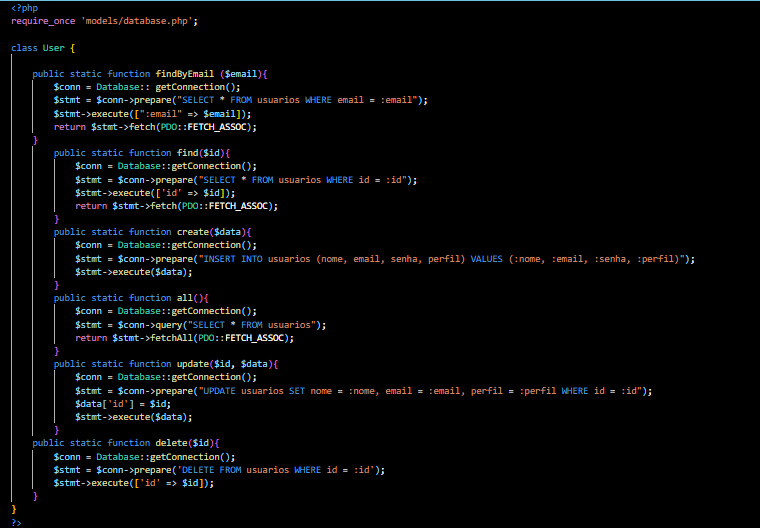 <?php
require_once 'models/database.php';

class User {

    public static function findByEmail ($email){
        $conn = Database:: getConnection();
        $stmt = $conn->prepare("SELECT * FROM usuarios WHERE email = :email");
        $stmt->execute([":email" => $email]);
        return $stmt->fetch(PDO::FETCH_ASSOC);
    }
        public static function find($id){
            $conn = Database::getConnection();
            $stmt = $conn->prepare("SELECT * FROM usuarios WHERE id = :id");
            $stmt->execute(['id' => $id]);
            return $stmt->fetch(PDO::FETCH_ASSOC);
        }
        public static function create($data){
            $conn = Database::getConnection();
            $stmt = $conn->prepare("INSERT INTO usuarios (nome, email, senha, perfil) VALUES (:nome, :email, :senha, :perfil)");
            $stmt->execute($data);
        }
        public static function all(){
            $conn = Database::getConnection();
            $stmt = $conn->query("SELECT * FROM usuarios");
            return $stmt->fetchAll(PDO::FETCH_ASSOC);
        }
        public static function update($id, $data){
            $conn = Database::getConnection();
            $stmt = $conn->prepare("UPDATE usuarios SET nome = :nome, email = :email, perfil = :perfil WHERE id = :id");
            $data['id'] = $id;
            $stmt->execute($data);
        }
    public static function delete($id){
        $conn = Database::getConnection();
        $stmt = $conn->prepare('DELETE FROM usuarios WHERE id = :id');
        $stmt->execute(['id' => $id]);
    }
}
?>